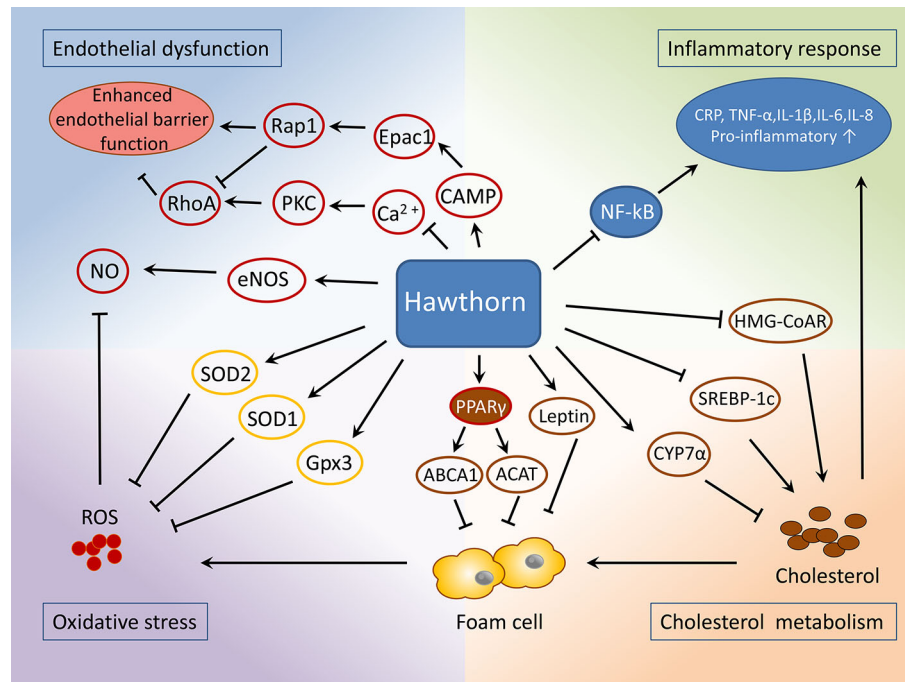 Endothelial dysfunction
Inflammatory response
Enhanced
endothelial barrier
function
Rap1
Epac1
CRP, TNF-α,IL-1β,IL-6,IL-8
Pro-inflammatory ↑
RhoA
PKC
Ca²⁺
CAMP
NF-kB
NO
eNOS
Hawthorn
HMG-CoAR
SOD2
SOD1
Gpx3
PPARγ
Leptin
SREBP-1c
ABCA1
ACAT
CYP7α
ROS
Cholesterol
Foam cell
Oxidative stress
Cholesterol metabolism